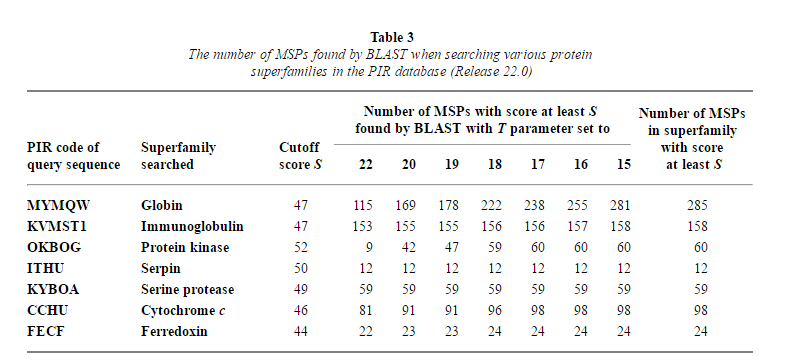 Table 3
The number of MSPs found by BLAST when searching various protein
superfamilies in the PIR database (Release 22.0)
Number of MSPs with score at least S Number of MSPs
found by BLAST with T parameter set to in superfamily
PIR code of Superfamily Cutoff with score
query sequence searched score S 22 20 19 18 17 16 15 at least S
MYMQW Globin 47 115 169 178 222 238 255 281 285
KVMST1 Immunoglobulin 47 153 155 155 156 156 157 158 158
OKBOG Protein kinase 52 9 42 47 59 60 60 60 60
ITHU Serpin 50 12 12 12 12 12 12 12 12
KYBOA Serine protease 49 59 59 59 59 59 59 59 59
CCHU Cytochrome c 46 81 91 91 96 98 98 98 98
FECF Ferredoxin 44 22 23 23 24 24 24 24 24